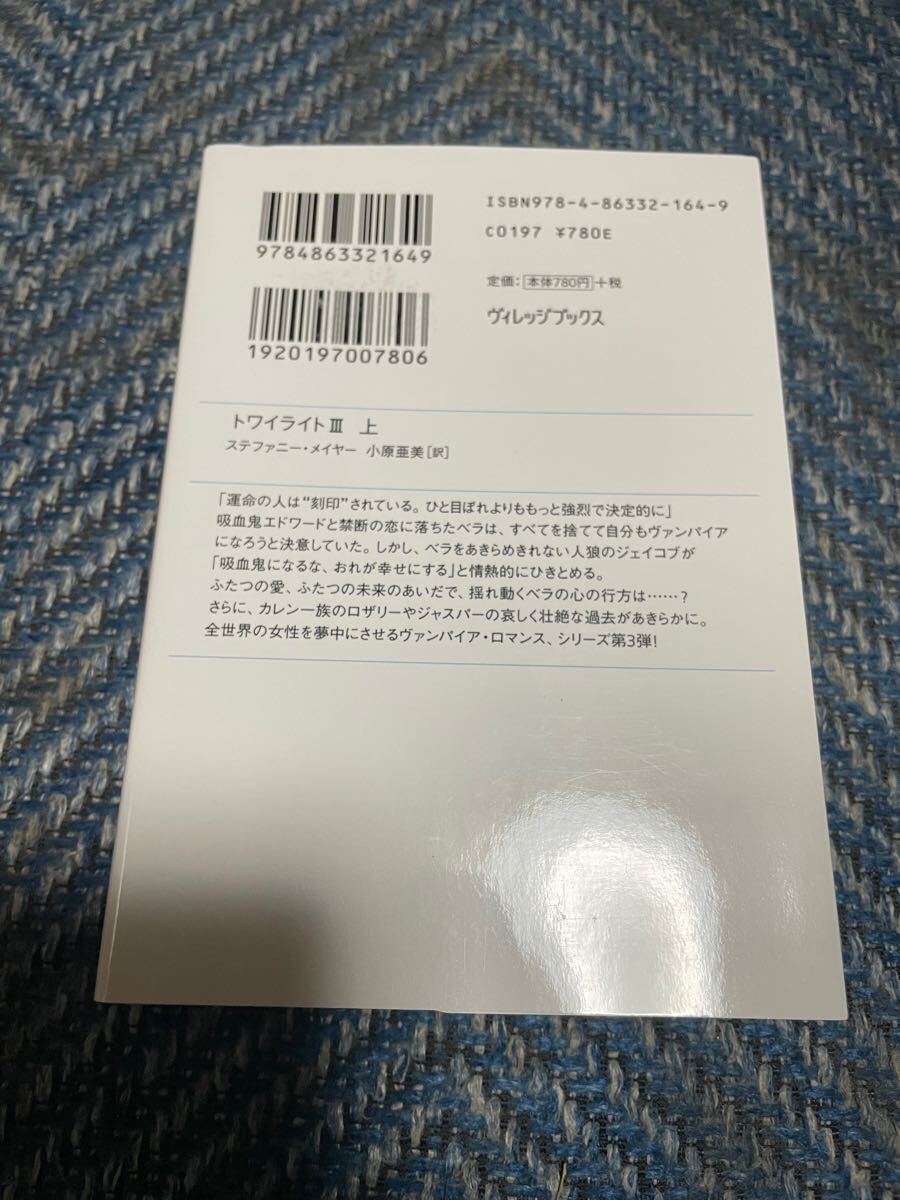 9784863321649
1920197007806
ISBN978-4-86332-164-9
C0197 ¥780E
定価：本体780円＋税
ヴィレッジブックス
トワイライトⅢ 上
ステファニー・メイヤー 小原亜美［訳］
「運命の人は“刻印”されている。ひと目ぼれよりももっと強烈で決定的に」
吸血鬼エドワードと禁断の恋に落ちたベラは、すべてを捨てて自分もヴァンパイア
になろうと決意していた。しかし、ベラをあきらめきれない人狼のジェイコブが
「吸血鬼になるな、おれが幸せにする」と情熱的にひきとめる。
ふたつの愛、ふたつの未来のあいだで、揺れ動くベラの心の行方は……？
さらに、カレン一族のロザリーやジャスパーの哀しく壮絶な過去があきらかに。
全世界の女性を夢中にさせるヴァンパイア・ロマンス、シリーズ第3弾！